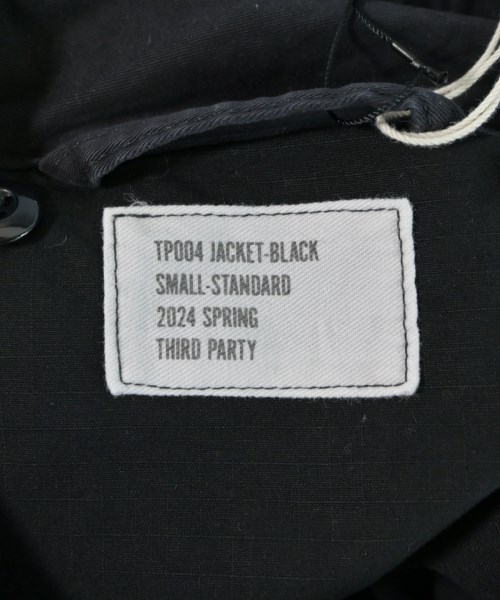 TP004 JACKET-BLACK
SMALL-STANDARD
2024 SPRING
THIRD PARTY